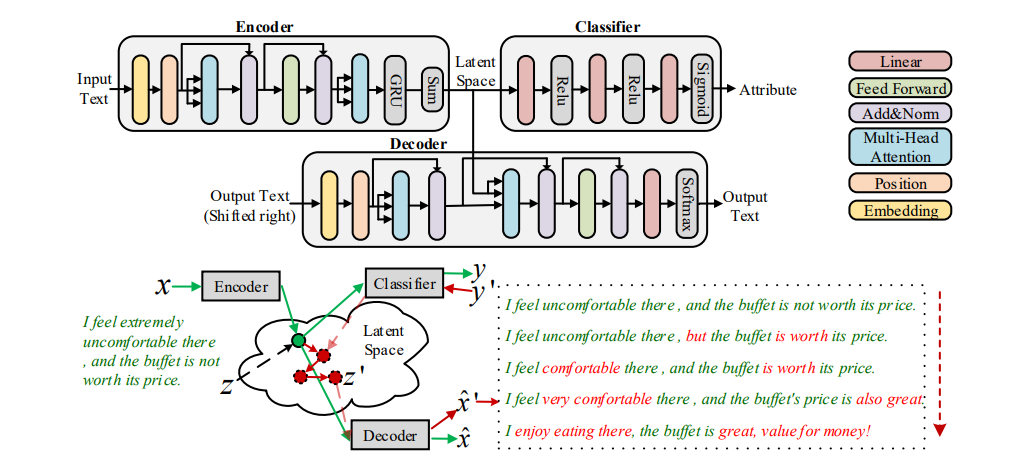 Encoder
Classifier
Input
Text
GRU
Sum
Latent
Space
Relu
Relu
Sigmoid
Attribute
Linear
Feed Forward
Add&Norm
Multi-Head
Attention
Position
Embedding
Decoder
Output Text
(Shifted right)
Softmax
Output
Text
x
Encoder
Classifier
y
y'
I feel extremely
uncomfortable there
, and the buffet is not
worth its price.
Latent
Space
z
z'
Decoder
x̂'
x̂
I feel uncomfortable there , and the buffet is not worth its price.
I feel uncomfortable there , but the buffet is worth its price.
I feel comfortable there , and the buffet is worth its price.
I feel very comfortable there , and the buffet's price is also great.
I enjoy eating there, the buffet is great, value for money!